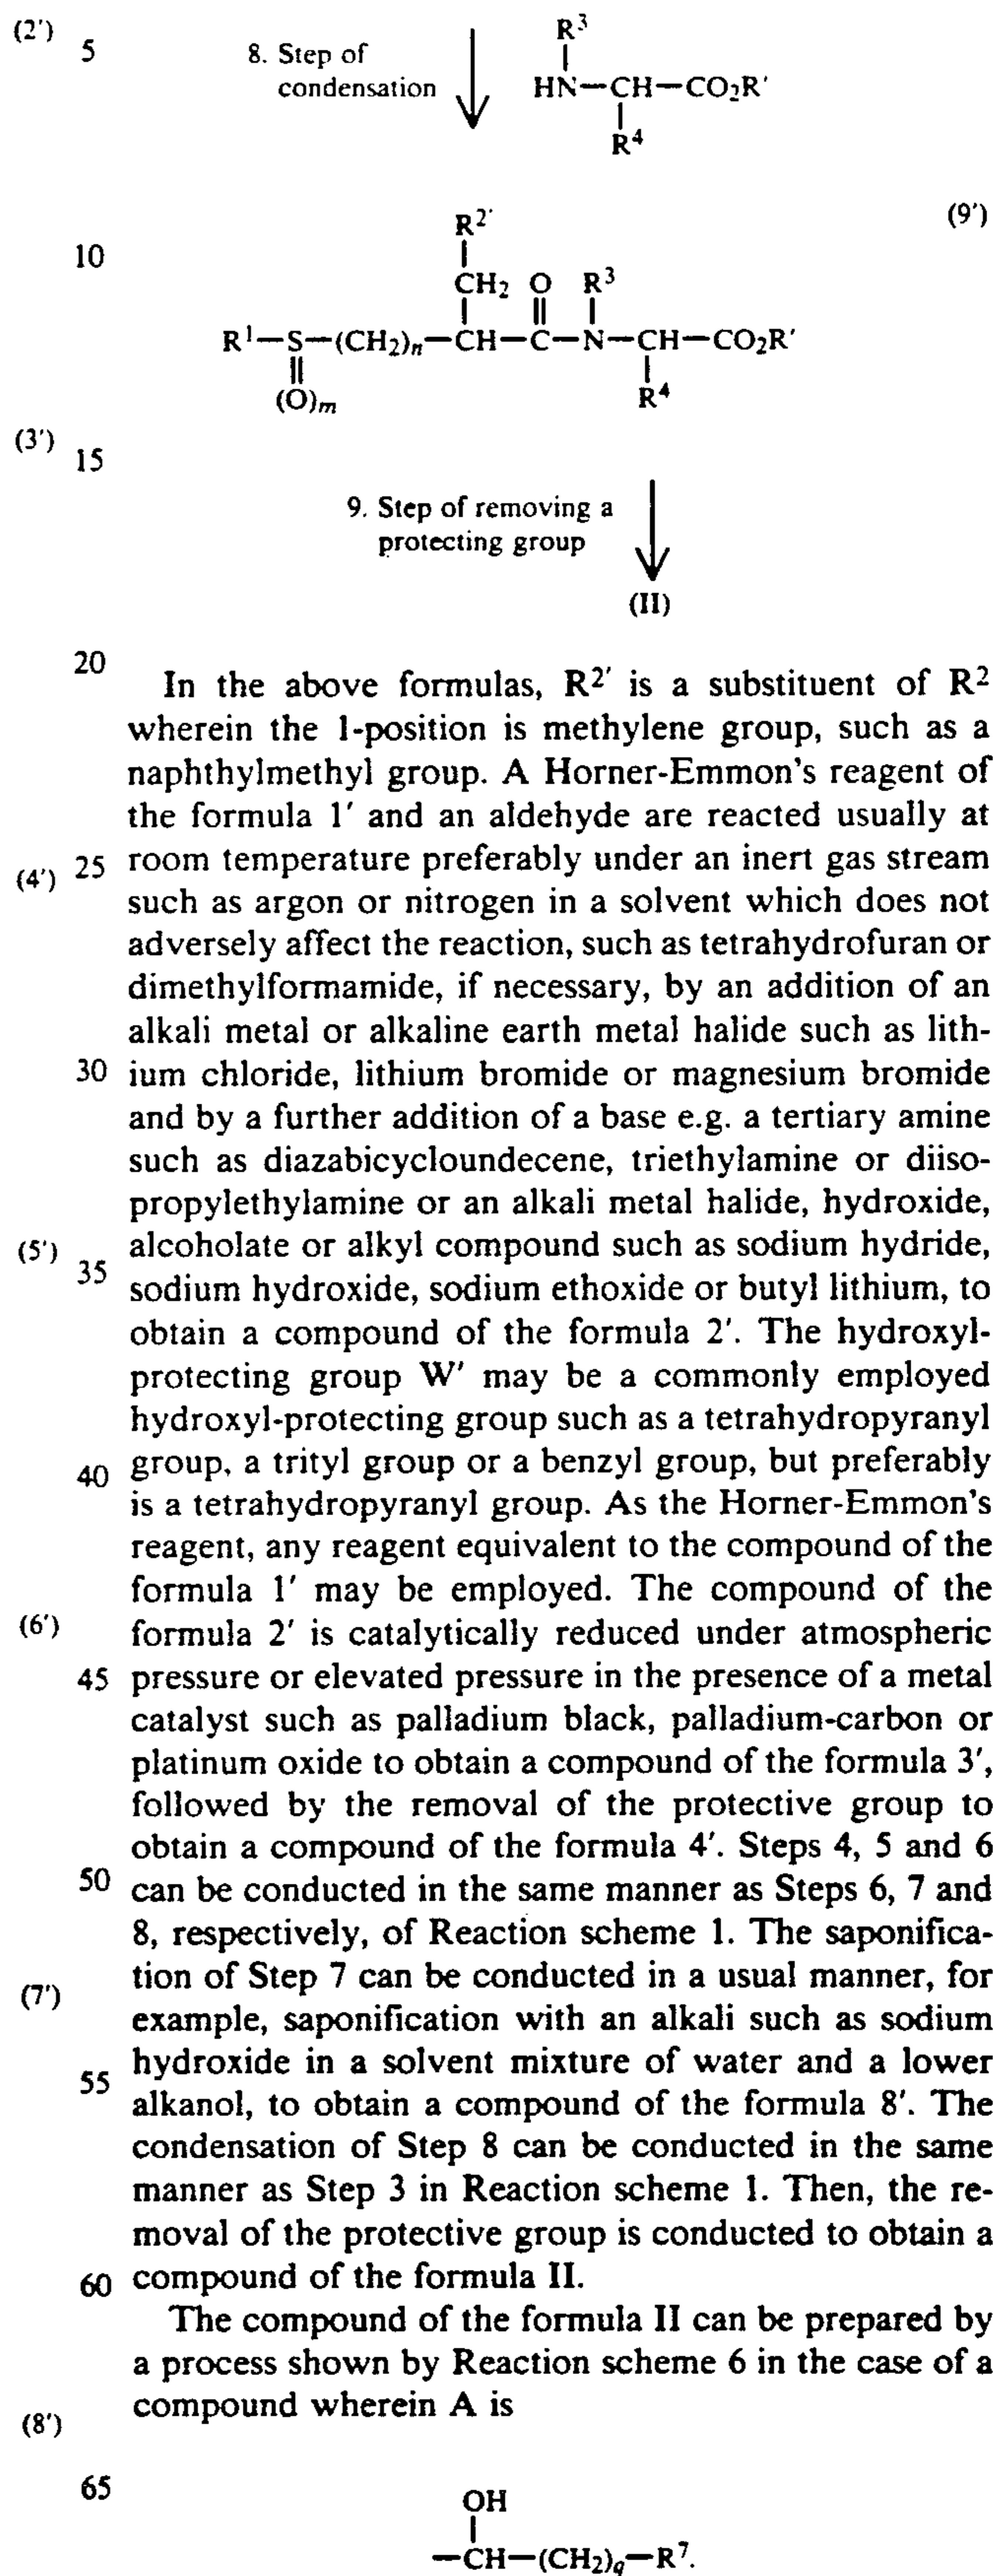 (2') 5
8. Step of
condensation
R³
HN—CH—CO₂R'
R⁴
(9')
R²'
10
CH₂ O R³
R¹—S—(CH₂)ₙ—CH—C—N—CH—CO₂R'
(O)ₘ R⁴
(3') 15
9. Step of removing a
protecting group
(II)
20
In the above formulas, R²' is a substituent of R²
wherein the 1-position is methylene group, such as a
naphthylmethyl group. A Horner-Emmon's reagent of
the formula 1' and an aldehyde are reacted usually at
(4') 25 room temperature preferably under an inert gas stream
such as argon or nitrogen in a solvent which does not
adversely affect the reaction, such as tetrahydrofuran or
dimethylformamide, if necessary, by an addition of an
alkali metal or alkaline earth metal halide such as lith-
30 ium chloride, lithium bromide or magnesium bromide
and by a further addition of a base e.g. a tertiary amine
such as diazabicycloundecene, triethylamine or diiso-
propylethylamine or an alkali metal halide, hydroxide,
(5') 35 alcoholate or alkyl compound such as sodium hydride,
sodium hydroxide, sodium ethoxide or butyl lithium, to
obtain a compound of the formula 2'. The hydroxyl-
protecting group W' may be a commonly employed
hydroxyl-protecting group such as a tetrahydropyranyl
40 group, a trityl group or a benzyl group, but preferably
is a tetrahydropyranyl group. As the Horner-Emmon's
reagent, any reagent equivalent to the compound of the
formula 1' may be employed. The compound of the
(6') formula 2' is catalytically reduced under atmospheric
45 pressure or elevated pressure in the presence of a metal
catalyst such as palladium black, palladium-carbon or
platinum oxide to obtain a compound of the formula 3',
followed by the removal of the protective group to
obtain a compound of the formula 4'. Steps 4, 5 and 6
50 can be conducted in the same manner as Steps 6, 7 and
8, respectively, of Reaction scheme 1. The saponifica-
(7') tion of Step 7 can be conducted in a usual manner, for
example, saponification with an alkali such as sodium
55 hydroxide in a solvent mixture of water and a lower
alkanol, to obtain a compound of the formula 8'. The
condensation of Step 8 can be conducted in the same
manner as Step 3 in Reaction scheme 1. Then, the re-
moval of the protective group is conducted to obtain a
60 compound of the formula II.
The compound of the formula II can be prepared by
a process shown by Reaction scheme 6 in the case of a
(8') compound wherein A is
65
OH
—CH—(CH₂)q—R⁷.